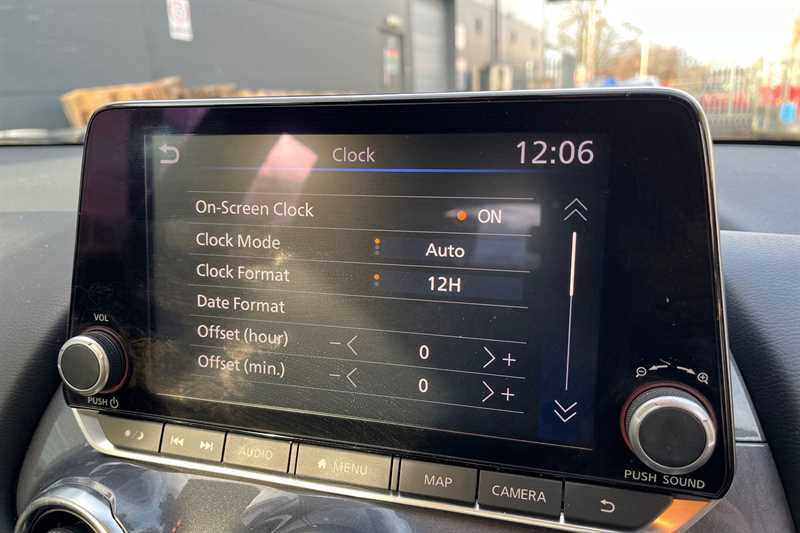 Clock 12:06
On-Screen Clock ON
Clock Mode Auto
Clock Format 12H
Date Format
Offset (hour) − < 0 > +
Offset (min.) − < 0 > +
VOL
PUSH
PUSH SOUND
AUDIO
MENU
MAP
CAMERA